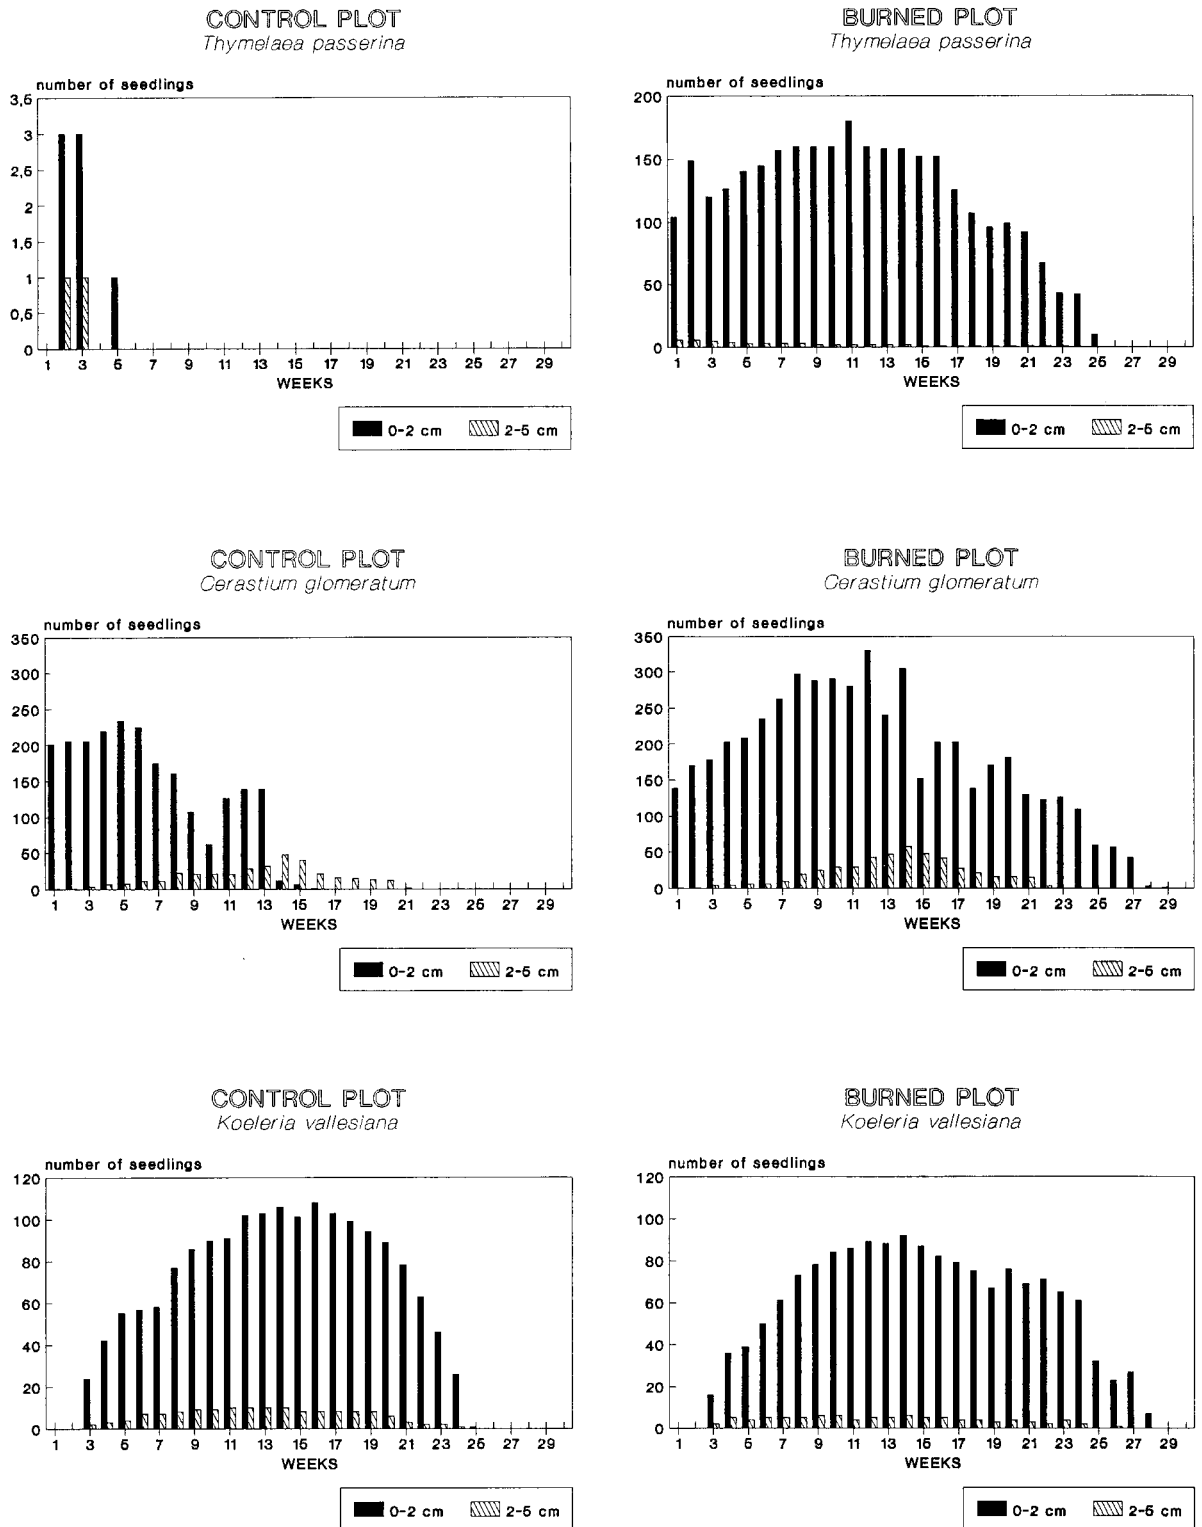 CONTROL PLOT
Thymelaea passerina
number of seedlings
3,5
3
2,5
2
1,5
1
0,5
0
1 3 5 7 9 11 13 15 17 19 21 23 25 27 29
WEEKS
0-2 cm 2-5 cm
BURNED PLOT
Thymelaea passerina
number of seedlings
200
150
100
50
0
1 3 5 7 9 11 13 15 17 19 21 23 25 27 29
WEEKS
0-2 cm 2-5 cm
CONTROL PLOT
Cerastium glomeratum
number of seedlings
350
300
250
200
150
100
50
0
1 3 5 7 9 11 13 15 17 19 21 23 25 27 29
WEEKS
0-2 cm 2-5 cm
BURNED PLOT
Cerastium glomeratum
number of seedlings
350
300
250
200
150
100
50
0
1 3 5 7 9 11 13 15 17 19 21 23 25 27 29
WEEKS
0-2 cm 2-5 cm
CONTROL PLOT
Koeleria vallesiana
number of seedlings
120
100
80
60
40
20
0
1 3 5 7 9 11 13 15 17 19 21 23 25 27 29
WEEKS
0-2 cm 2-5 cm
BURNED PLOT
Koeleria vallesiana
number of seedlings
120
100
80
60
40
20
0
1 3 5 7 9 11 13 15 17 19 21 23 25 27 29
WEEKS
0-2 cm 2-5 cm